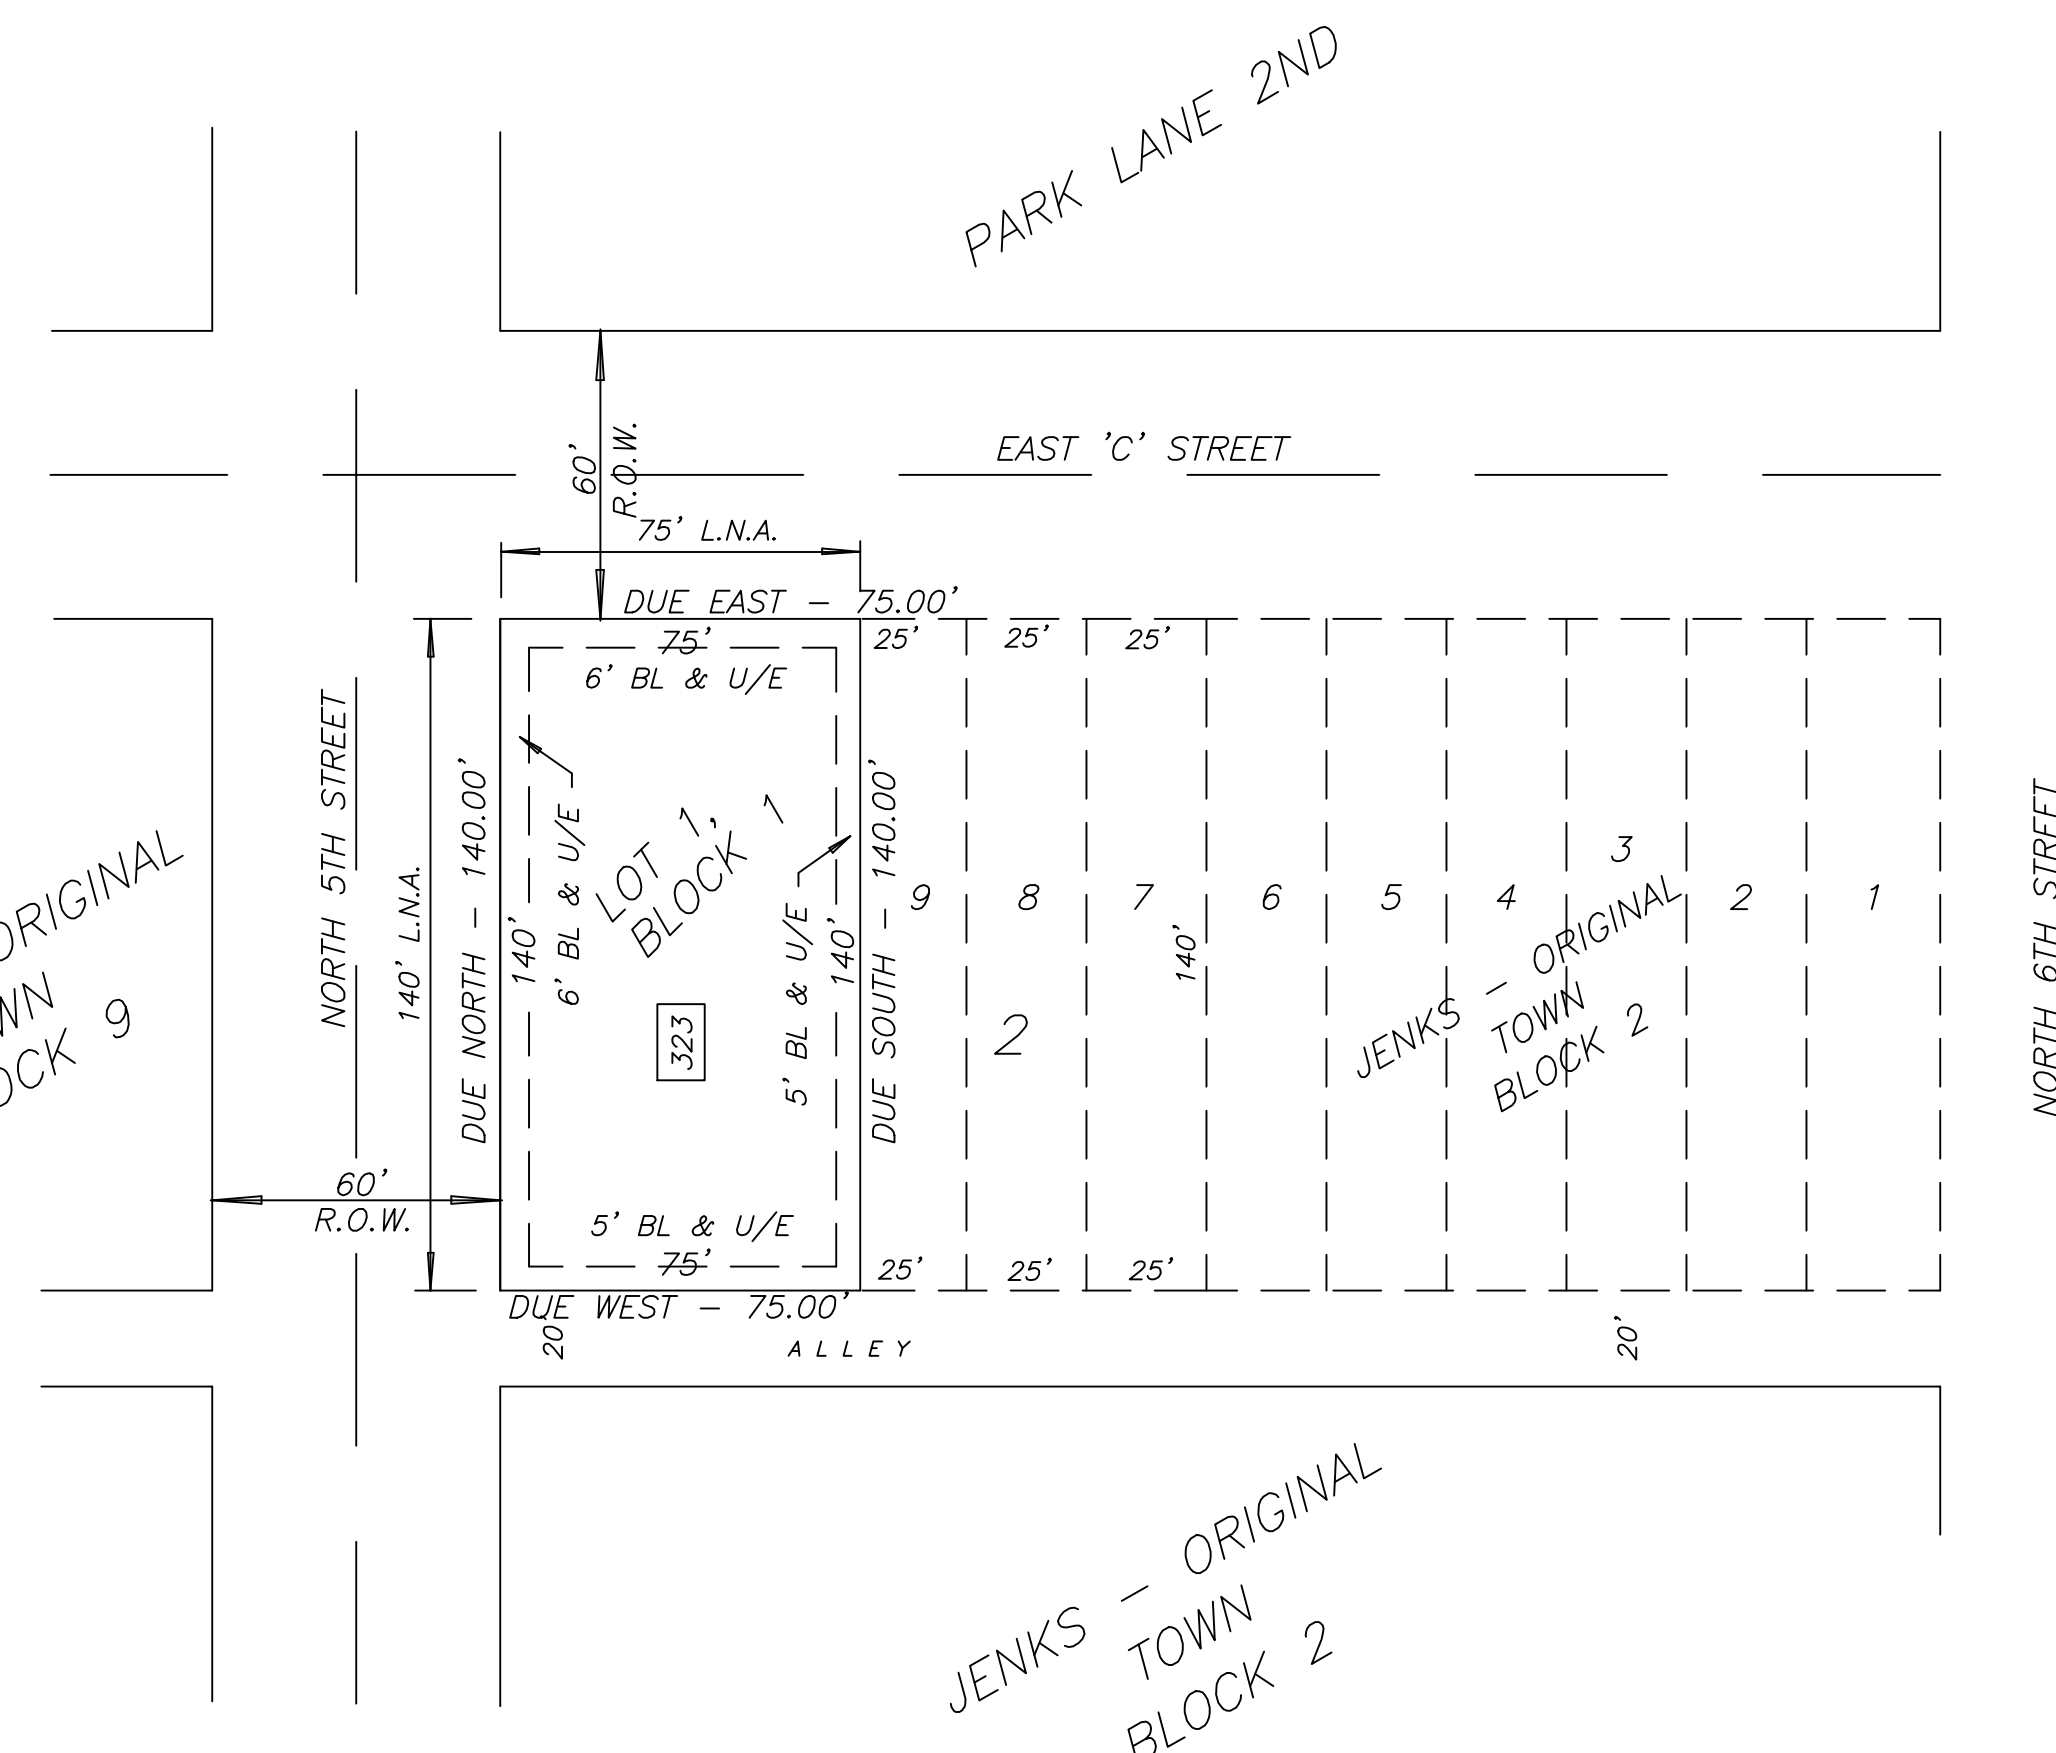 PARK LANE 2ND
EAST 'C' STREET
60'
R.O.W.
75' L.N.A.
DUE EAST - 75.00'
75'
6' BL & U/E
25'
25'
25'
NORTH 5TH STREET
140' L.N.A.
DUE NORTH - 140.00'
140'
6' BL & U/E
LOT 1,
BLOCK 1
323
5' BL & U/E
140'
DUE SOUTH - 140.00'
9
8
7
6
5
4
3
2
1
2
140'
JENKS - ORIGINAL
TOWN
BLOCK 2
NORTH 6TH STREET
ORIGINAL
WN
OCK 9
60'
R.O.W.
5' BL & U/E
75'
25'
25'
25'
DUE WEST - 75.00'
20'
ALLEY
20'
JENKS - ORIGINAL
TOWN
BLOCK 2